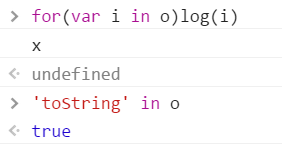 > for(var i in o)log(i)
x
< undefined
> 'toString' in o
< true